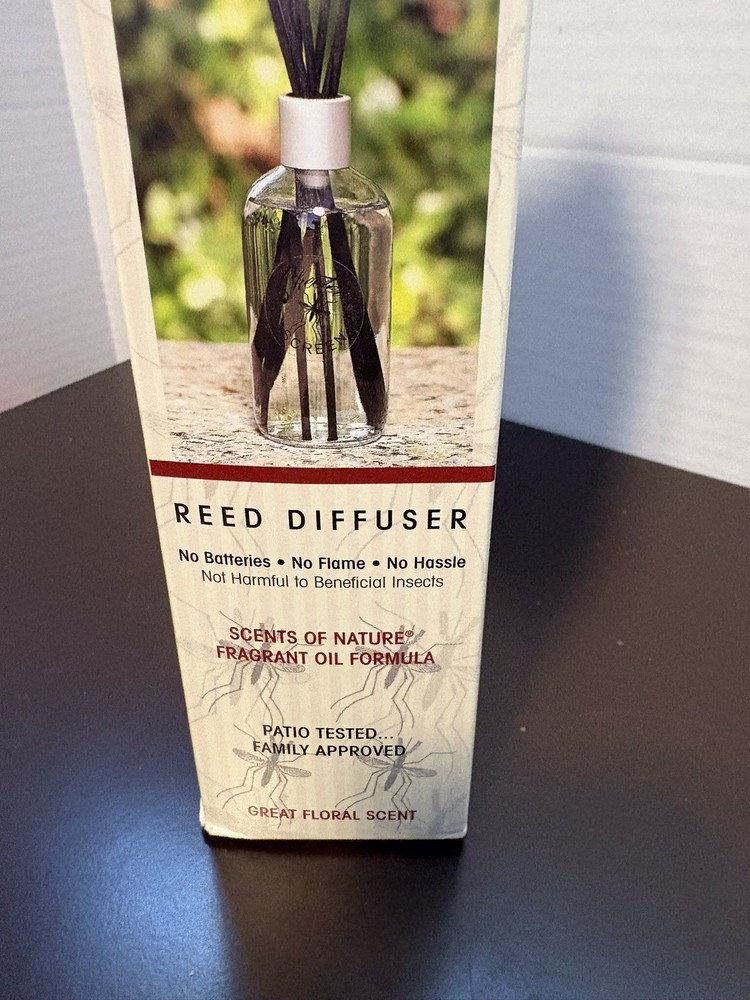 SCREEN
REED DIFFUSER
No Batteries • No Flame • No Hassle
Not Harmful to Beneficial Insects
SCENTS OF NATURE®
FRAGRANT OIL FORMULA
PATIO TESTED...
FAMILY APPROVED
GREAT FLORAL SCENT